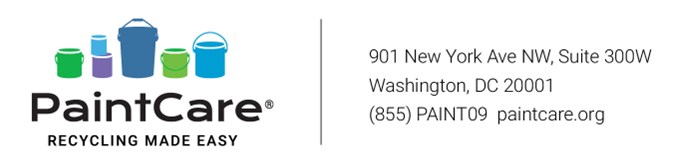 PaintCare®
RECYCLING MADE EASY
901 New York Ave NW, Suite 300W
Washington, DC 20001
(855) PAINT09 paintcare.org